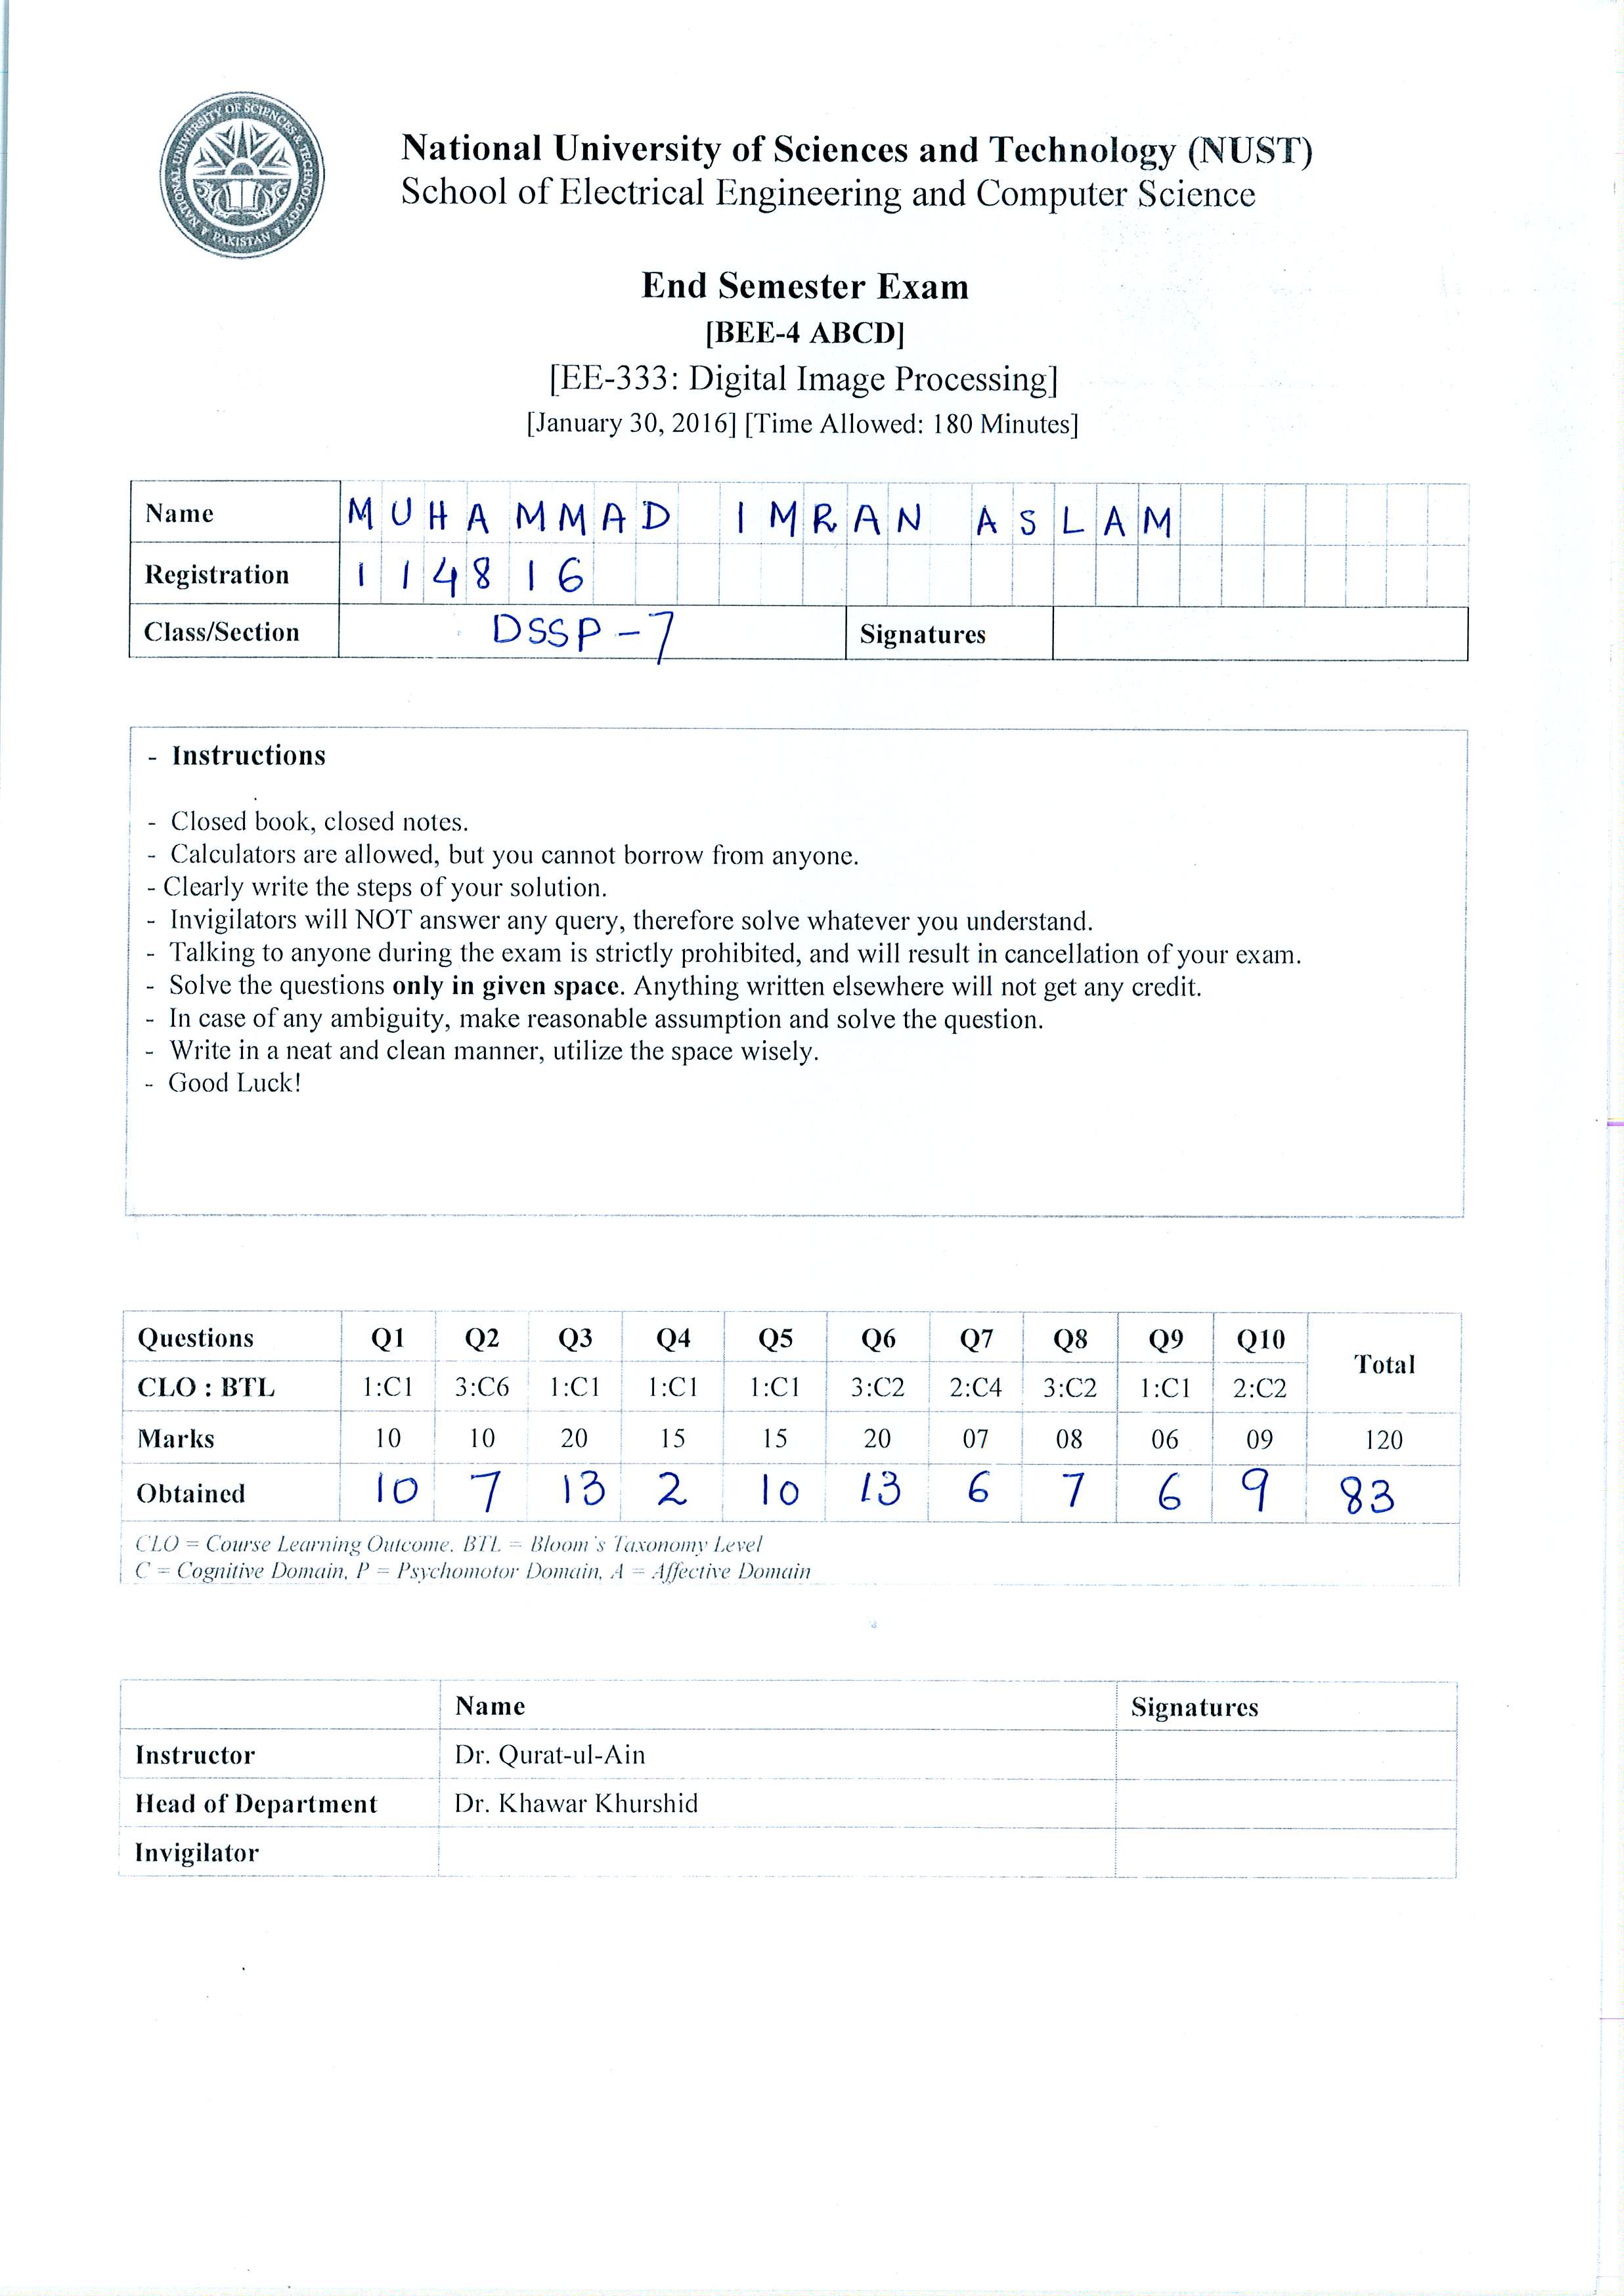 NATIONAL UNIVERSITY OF SCIENCES & TECHNOLOGY
PAKISTAN
National University of Sciences and Technology (NUST)
School of Electrical Engineering and Computer Science
End Semester Exam
[BEE-4 ABCD]
[EE-333: Digital Image Processing]
[January 30, 2016] [Time Allowed: 180 Minutes]
Name MUHAMMAD IMRAN ASLAM
Registration 114816
Class/Section DSSP-7 Signatures
- Instructions
- Closed book, closed notes.
- Calculators are allowed, but you cannot borrow from anyone.
- Clearly write the steps of your solution.
- Invigilators will NOT answer any query, therefore solve whatever you understand.
- Talking to anyone during the exam is strictly prohibited, and will result in cancellation of your exam.
- Solve the questions only in given space. Anything written elsewhere will not get any credit.
- In case of any ambiguity, make reasonable assumption and solve the question.
- Write in a neat and clean manner, utilize the space wisely.
- Good Luck!
Questions Q1 Q2 Q3 Q4 Q5 Q6 Q7 Q8 Q9 Q10 Total
CLO : BTL 1:C1 3:C6 1:C1 1:C1 1:C1 3:C2 2:C4 3:C2 1:C1 2:C2
Marks 10 10 20 15 15 20 07 08 06 09 120
Obtained 10 7 13 2 10 13 6 7 6 9 83
CLO = Course Learning Outcome. BTL = Bloom's Taxonomy Level
C = Cognitive Domain, P = Psychomotor Domain, A = Affective Domain
Name Signatures
Instructor Dr. Qurat-ul-Ain
Head of Department Dr. Khawar Khurshid
Invigilator